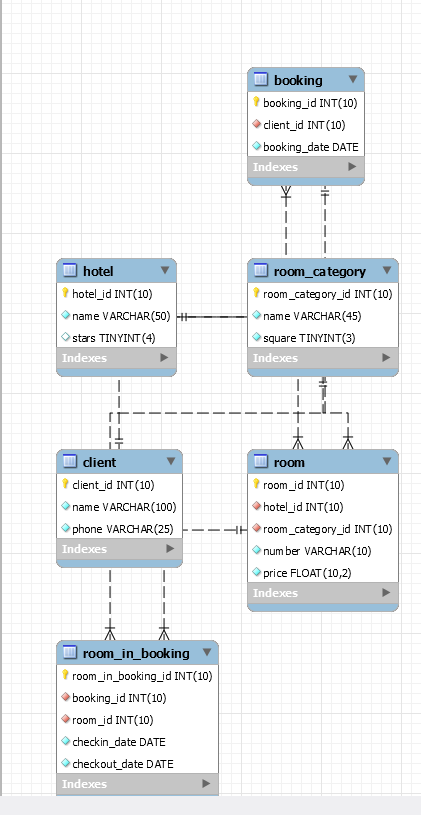 booking
booking_id INT(10)
client_id INT(10)
booking_date DATE
Indexes
hotel
hotel_id INT(10)
name VARCHAR(50)
stars TINYINT(4)
Indexes
room_category
room_category_id INT(10)
name VARCHAR(45)
square TINYINT(3)
Indexes
client
client_id INT(10)
name VARCHAR(100)
phone VARCHAR(25)
Indexes
room
room_id INT(10)
hotel_id INT(10)
room_category_id INT(10)
number VARCHAR(10)
price FLOAT(10,2)
Indexes
room_in_booking
room_in_booking_id INT(10)
booking_id INT(10)
room_id INT(10)
checkin_date DATE
checkout_date DATE
Indexes